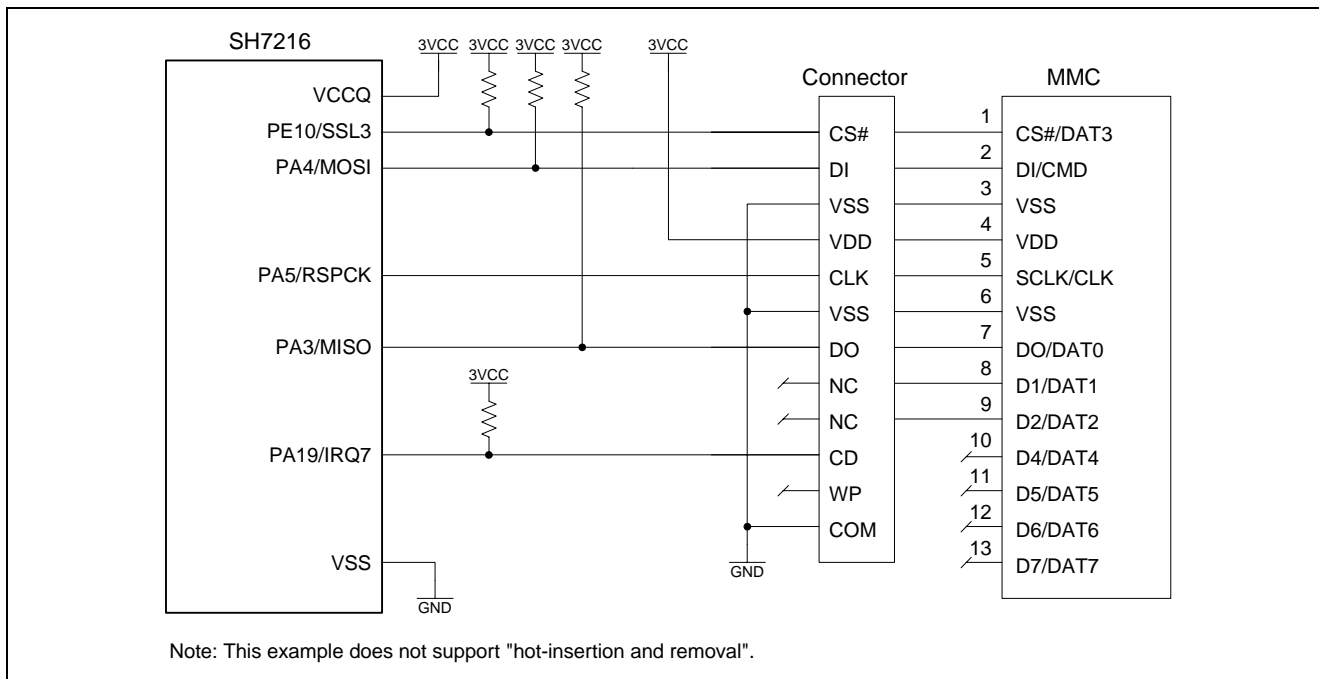 SH7216
3VCC 3VCC 3VCC 3VCC 3VCC
Connector
MMC
VCCQ
PE10/SSL3
PA4/MOSI
PA5/RSPCK
PA3/MISO
3VCC
PA19/IRQ7
VSS
GND
CS#
DI
VSS
VDD
CLK
VSS
DO
NC
NC
CD
WP
COM
GND
1 CS#/DAT3
2 DI/CMD
3 VSS
4 VDD
5 SCLK/CLK
6 VSS
7 DO/DAT0
8 D1/DAT1
9 D2/DAT2
10 D4/DAT4
11 D5/DAT5
12 D6/DAT6
13 D7/DAT7
Note: This example does not support "hot-insertion and removal".